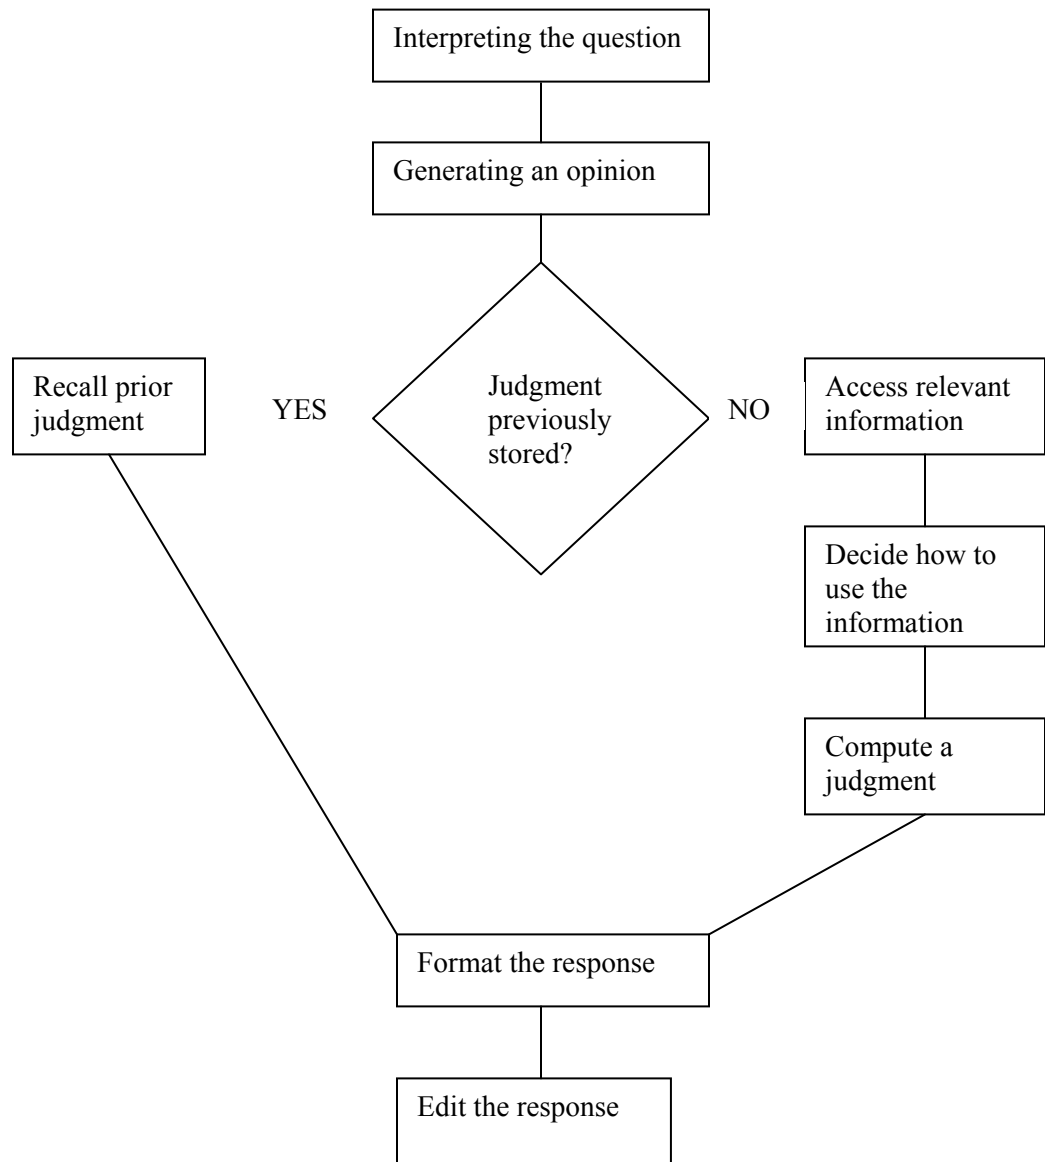 Interpreting the question
Generating an opinion
Judgment
previously
stored?
YES
NO
Recall prior
judgment
Access relevant
information
Decide how to
use the
information
Compute a
judgment
Format the response
Edit the response